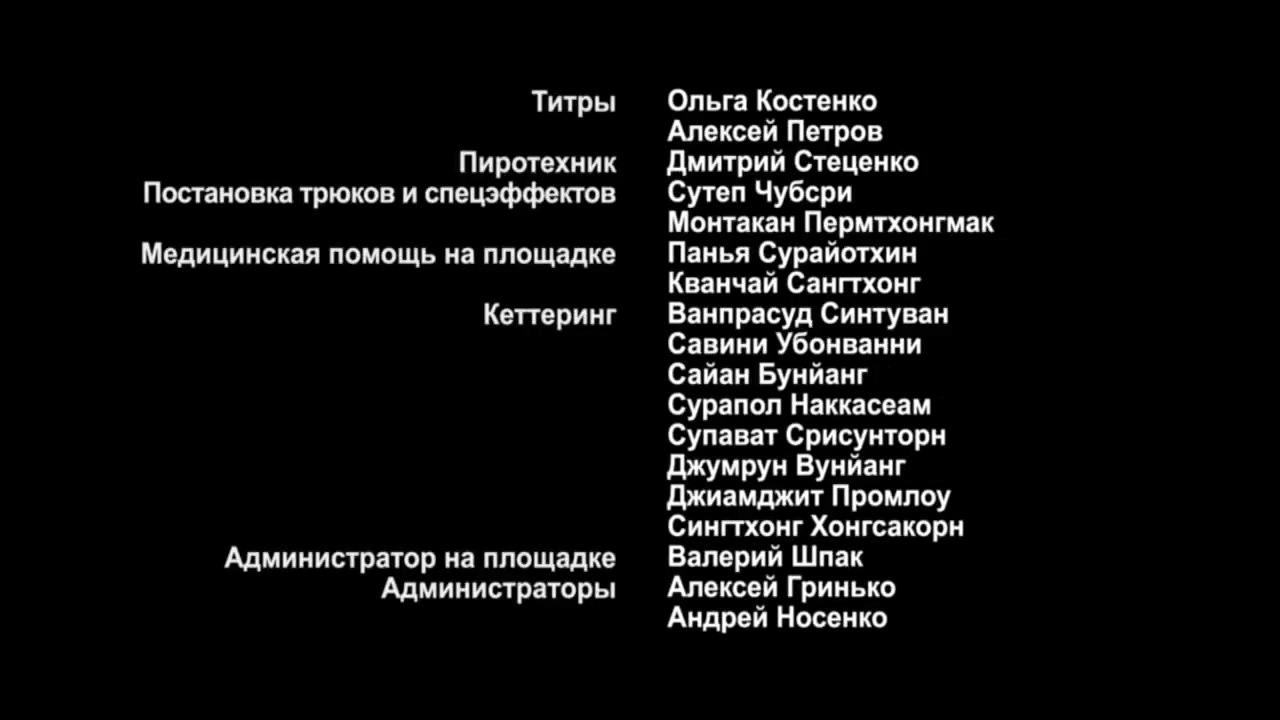 Титры Ольга Костенко
Алексей Петров
Пиротехник Дмитрий Стеценко
Постановка трюков и спецэффектов Сутеп Чубсри
Монтакан Пермтхонгмак
Медицинская помощь на площадке Панья Сурайотхин
Кванчай Сангтхонг
Кеттеринг Ванпрасуд Синтуван
Савини Убонванни
Сайан Бунйанг
Сурапол Наккасеам
Супават Срисунторн
Джумрун Вунйанг
Джиамджит Промлоу
Сингтхонг Хонгсакорн
Администратор на площадке Валерий Шпак
Администраторы Алексей Гринько
Андрей Носенко